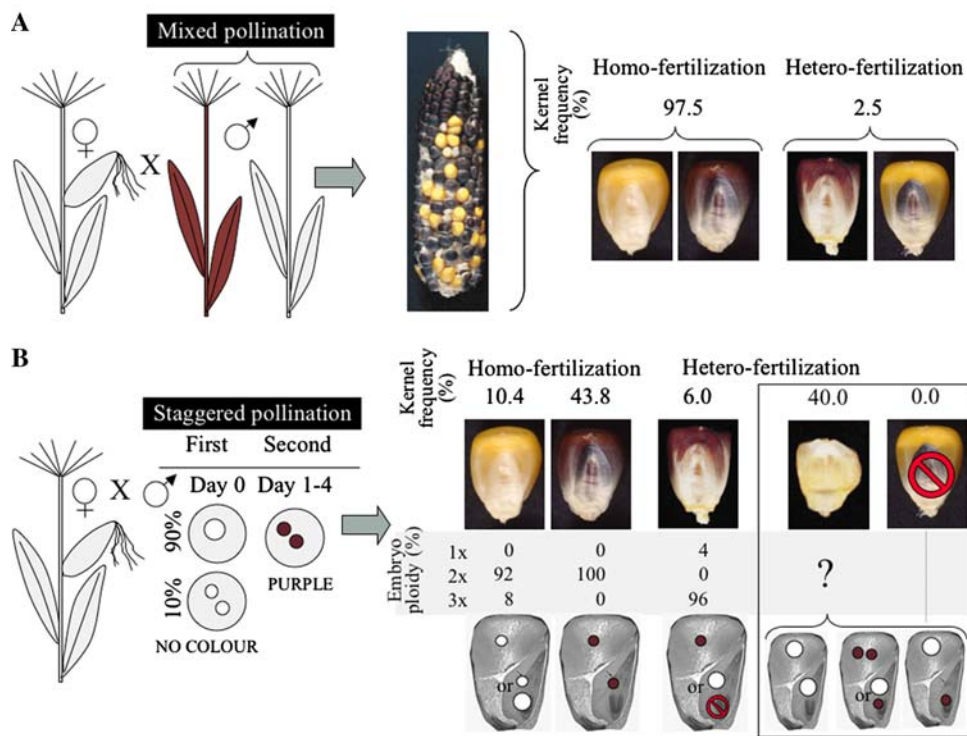 A
Mixed pollination
♀
X
♂
Kernel
frequency
(%)
Homo-fertilization Hetero-fertilization
97.5 2.5
B
Staggered pollination
First Second
♀ X ♂
Day 0 Day 1-4
90%
PURPLE
10%
NO COLOUR
Kernel
frequency
(%)
Homo-fertilization Hetero-fertilization
10.4 43.8 6.0 40.0 0.0
Embryo
ploidy (%)
1x 0 0 4
2x 92 100 0
3x 8 0 96
?
or or or